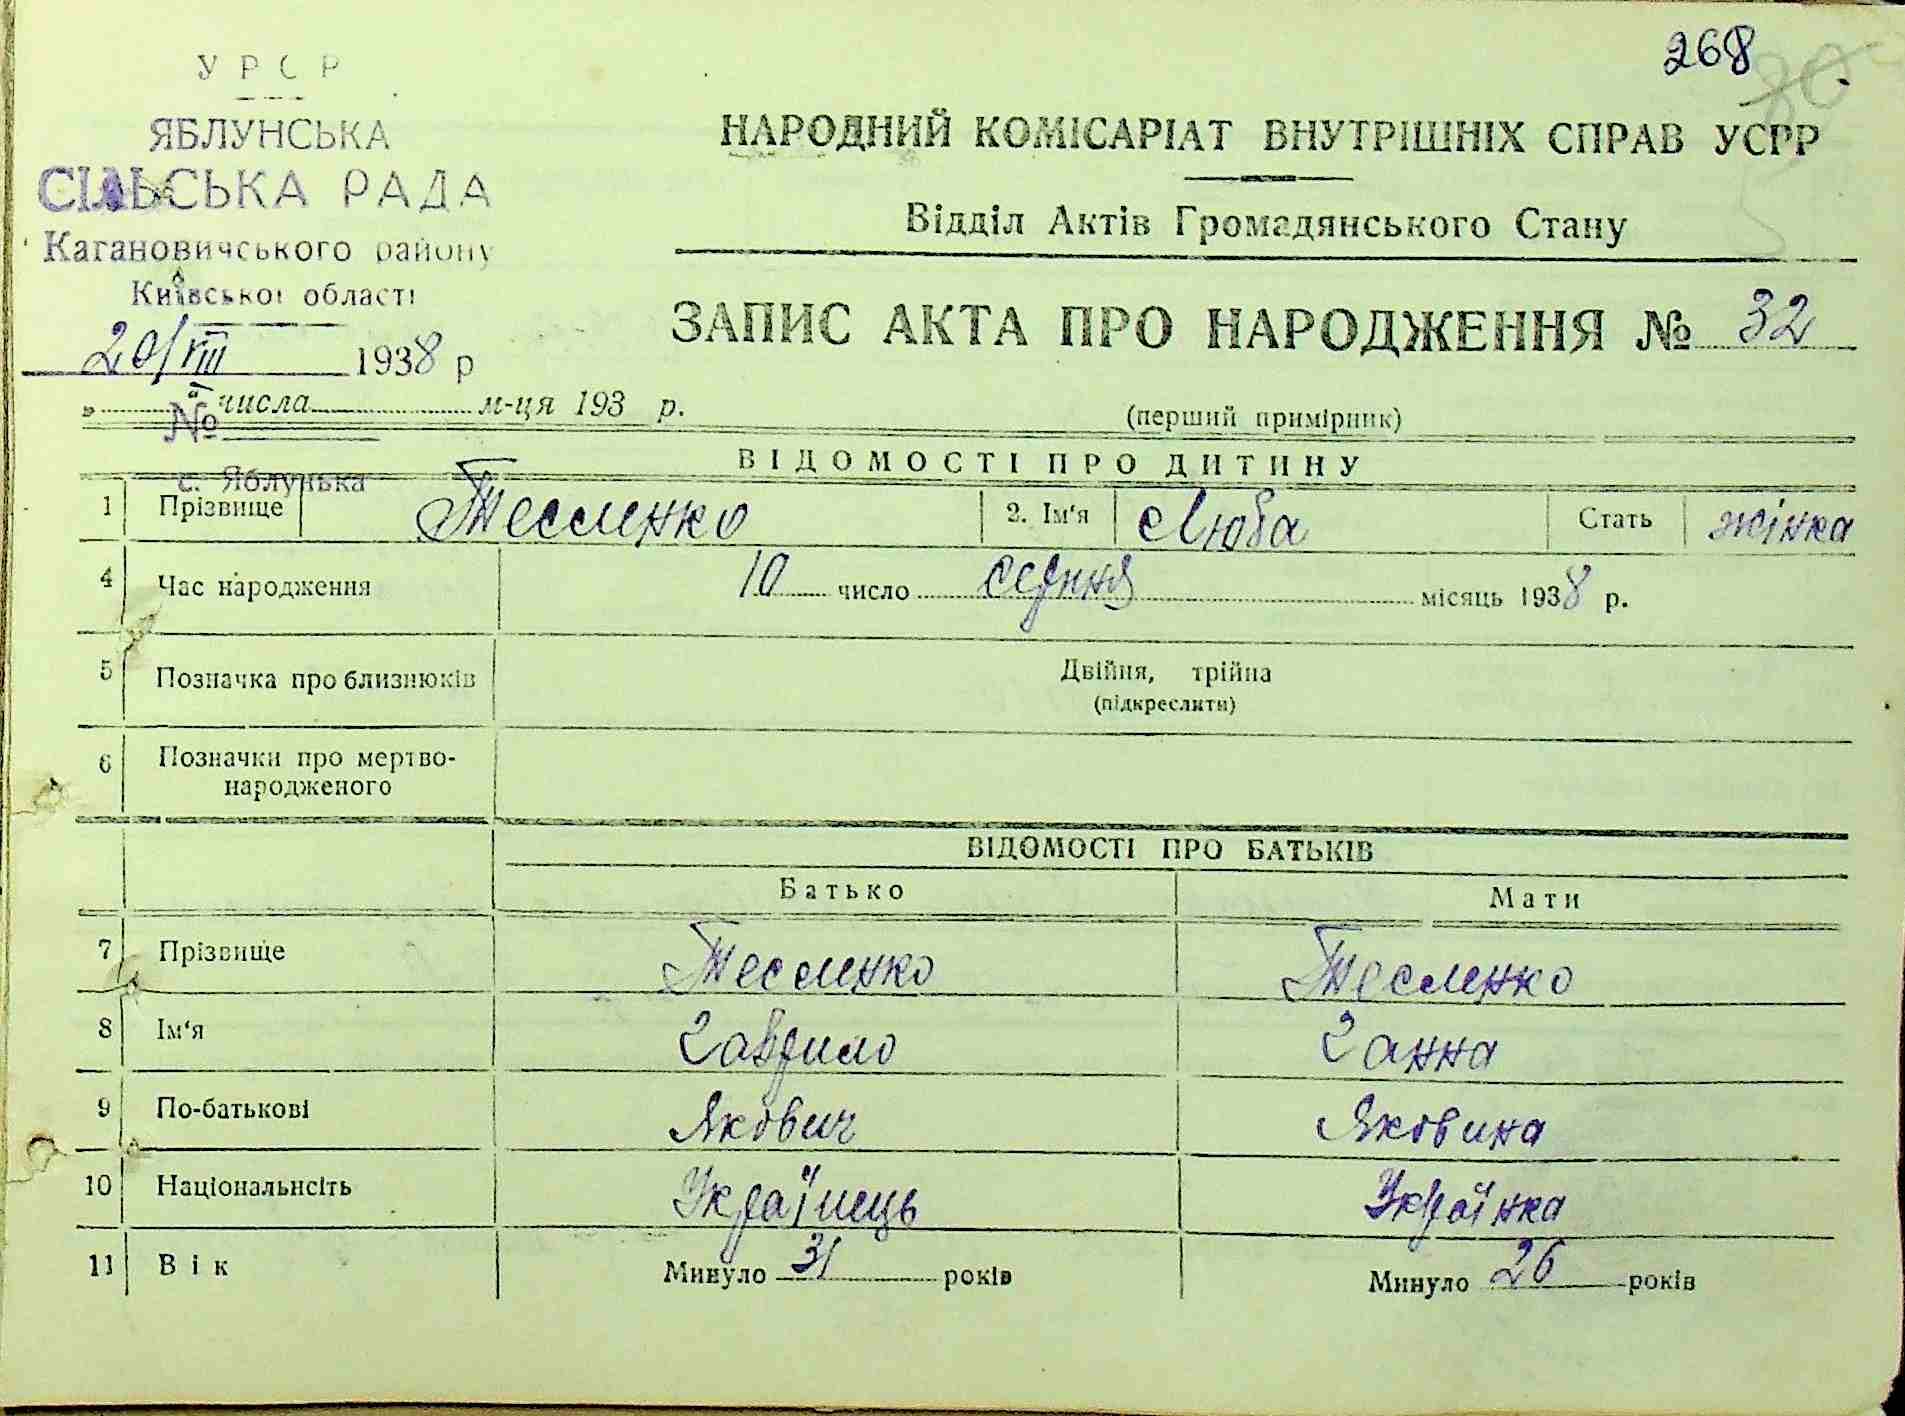 268
80
У Р С Р
ЯБЛУНСЬКА
СІЛЬСЬКА РАДА
Кагановичського району
Київської області
20/VIII 1938 р
№
с. Яблунька
НАРОДНИЙ КОМІСАРІАТ ВНУТРІШНІХ СПРАВ УСРР
Відділ Актів Громадянського Стану
ЗАПИС АКТА ПРО НАРОДЖЕННЯ № 32
" числа м-ця 193 р.
(перший примірник)
ВІДОМОСТІ ПРО ДИТИНУ
1 Прізвище Тесленко 2. Ім'я Люба Стать жінка
4 Час народження 10 число серпня місяць 1938 р.
5 Позначка про близнюків Двійня, трійна
(підкреслити)
6 Позначки про мертво-
народженого
ВІДОМОСТІ ПРО БАТЬКІВ
Батько Мати
7 Прізвище Тесленко Тесленко
8 Ім'я Гаврило Ганна
9 По-батькові Якович Яковина
10 Національнсіть Українець Українка
11 Вік Минуло 31 років Минуло 26 років